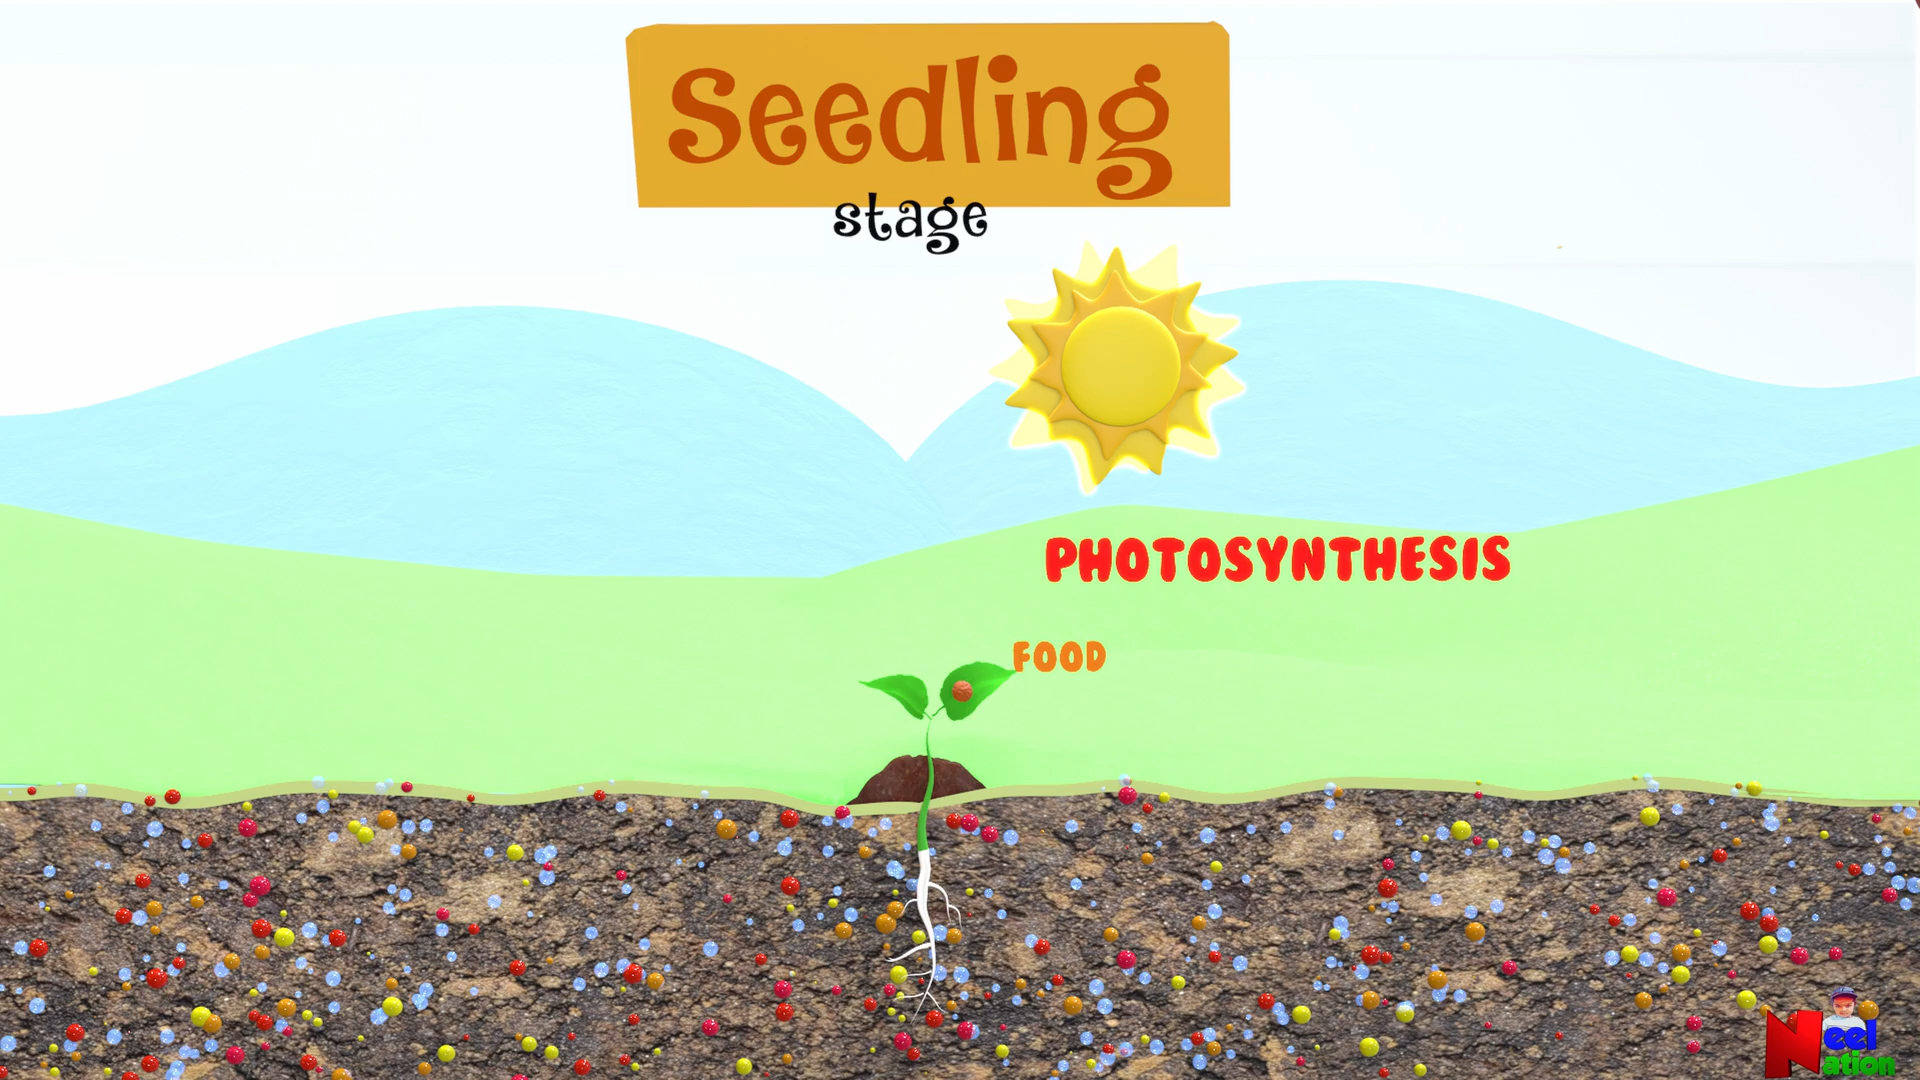 Seedling
stage
PHOTOSYNTHESIS
FOOD
Neel
Nation